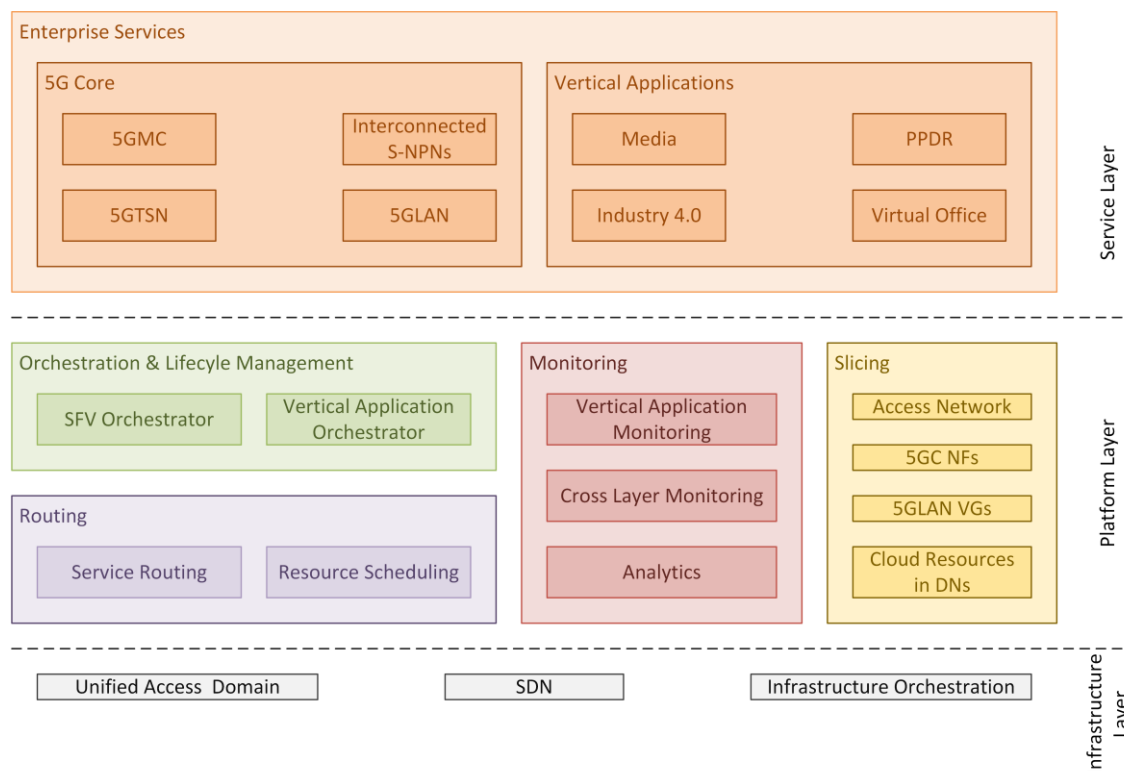 Enterprise Services
5G Core
5GMC
Interconnected
S-NPNs
5GTSN
5GLAN
Vertical Applications
Media
PPDR
Industry 4.0
Virtual Office
Service Layer
Orchestration & Lifecyle Management
SFV Orchestrator
Vertical Application
Orchestrator
Routing
Service Routing
Resource Scheduling
Monitoring
Vertical Application
Monitoring
Cross Layer Monitoring
Analytics
Slicing
Access Network
5GC NFs
5GLAN VGs
Cloud Resources
in DNs
Platform Layer
Unified Access  Domain
SDN
Infrastructure Orchestration
nfrastructure
Layer